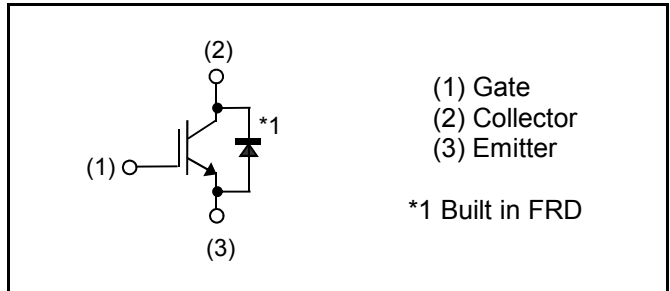 (2)
*1
(1)
(3)
(1) Gate
(2) Collector
(3) Emitter
*1 Built in FRD